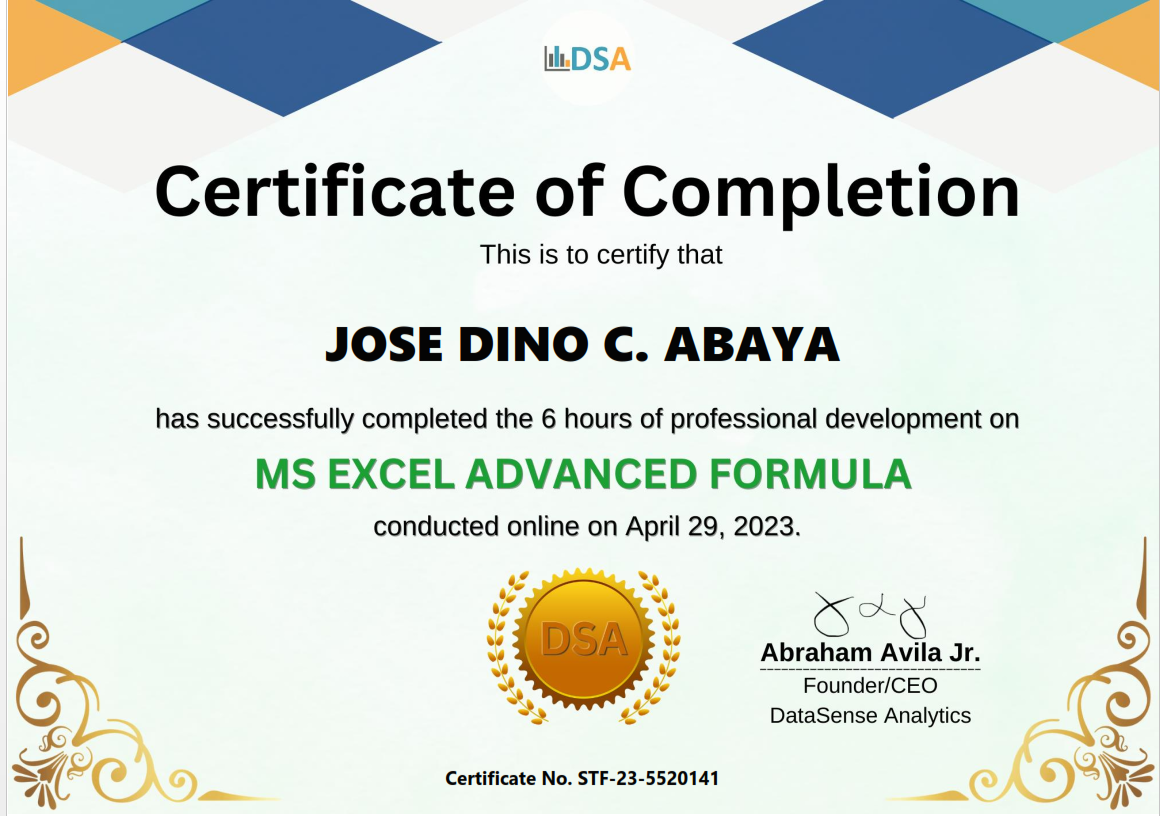 DSA
Certificate of Completion
This is to certify that
JOSE DINO C. ABAYA
has successfully completed the 6 hours of professional development on
MS EXCEL ADVANCED FORMULA
conducted online on April 29, 2023.
DSA
Abraham Avila Jr.
Founder/CEO
DataSense Analytics
Certificate No. STF-23-5520141